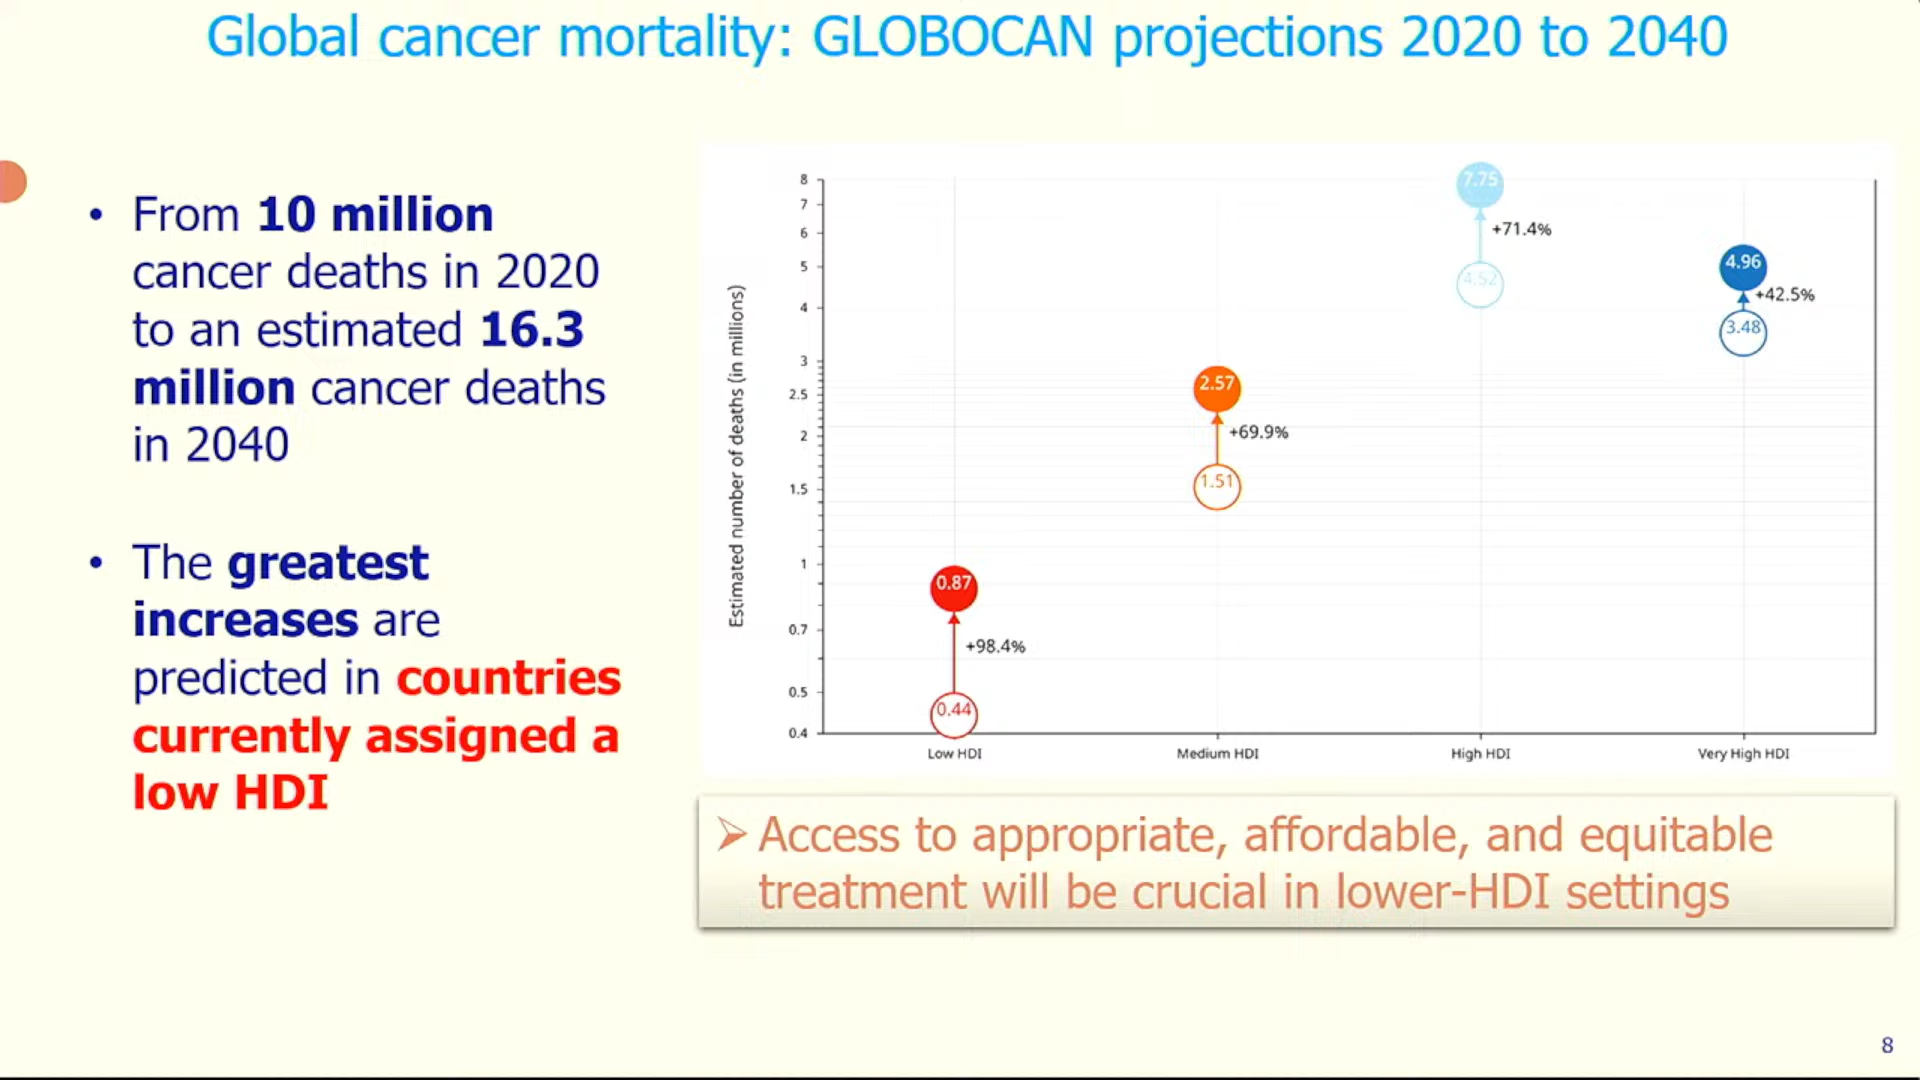 Global cancer mortality: GLOBOCAN projections 2020 to 2040
• From 10 million
cancer deaths in 2020
to an estimated 16.3
million cancer deaths
in 2040
• The greatest
increases are
predicted in countries
currently assigned a
low HDI
Estimated number of deaths (in millions)
8
7
6
5
4
3
2.5
2
1.5
1
0.7
0.5
0.4
0.87
+98.4%
0.44
2.57
+69.9%
1.51
7.75
+71.4%
4.52
4.96
+42.5%
3.48
Low HDI
Medium HDI
High HDI
Very High HDI
➢ Access to appropriate, affordable, and equitable
treatment will be crucial in lower-HDI settings
8